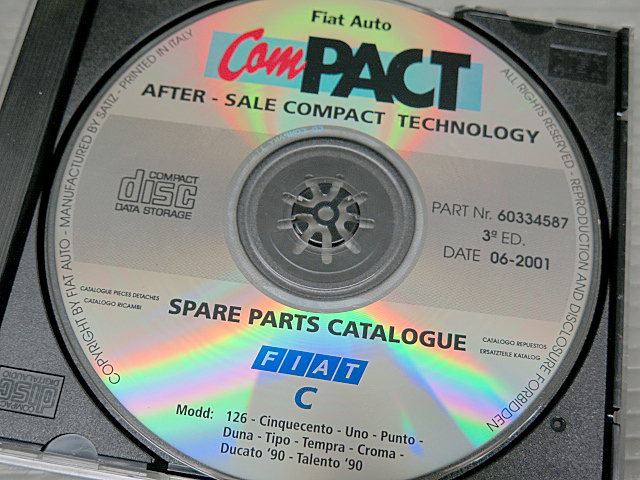 Fiat Auto
ComPACT
AFTER - SALE COMPACT TECHNOLOGY
COPYRIGHT BY FIAT AUTO - MANUFACTURED BY SATIZ - PRINTED IN ITALY
ALL RIGHTS RESERVED - REPRODUCTION AND DISCLOSURE FORBIDDEN
COMPACT
disc
DATA STORAGE
PART Nr. 60334587
3ª ED.
DATE 06-2001
CATALOGUE PIECES DETACHES
CATALOGO RICAMBI
SPARE PARTS CATALOGUE
CATALOGO REPUESTOS
ERSATZTEILE KATALOG
FIAT
C
Modd: 126 - Cinquecento - Uno - Punto -
Duna - Tipo - Tempra - Croma -
Ducato '90 - Talento '90
disc